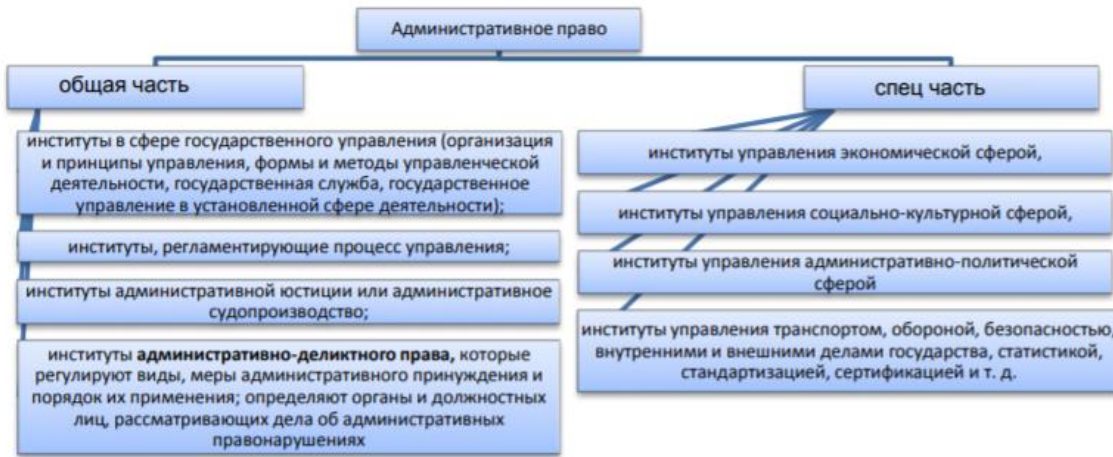 Административное право
общая часть
институты в сфере государственного управления (организация
и принципы управления, формы и методы управленческой
деятельности, государственная служба, государственное
управление в установленной сфере деятельности);
институты, регламентирующие процесс управления;
институты административной юстиции или административное
судопроизводство;
институты административно-деликтного права, которые
регулируют виды, меры административного принуждения и
порядок их применения; определяют органы и должностных
лиц, рассматривающих дела об административных
правонарушениях
спец часть
институты управления экономической сферой,
институты управления социально-культурной сферой,
институты управления административно-политической
сферой
институты управления транспортом, обороной, безопасностью,
внутренними и внешними делами государства, статистикой,
стандартизацией, сертификацией и т. д.